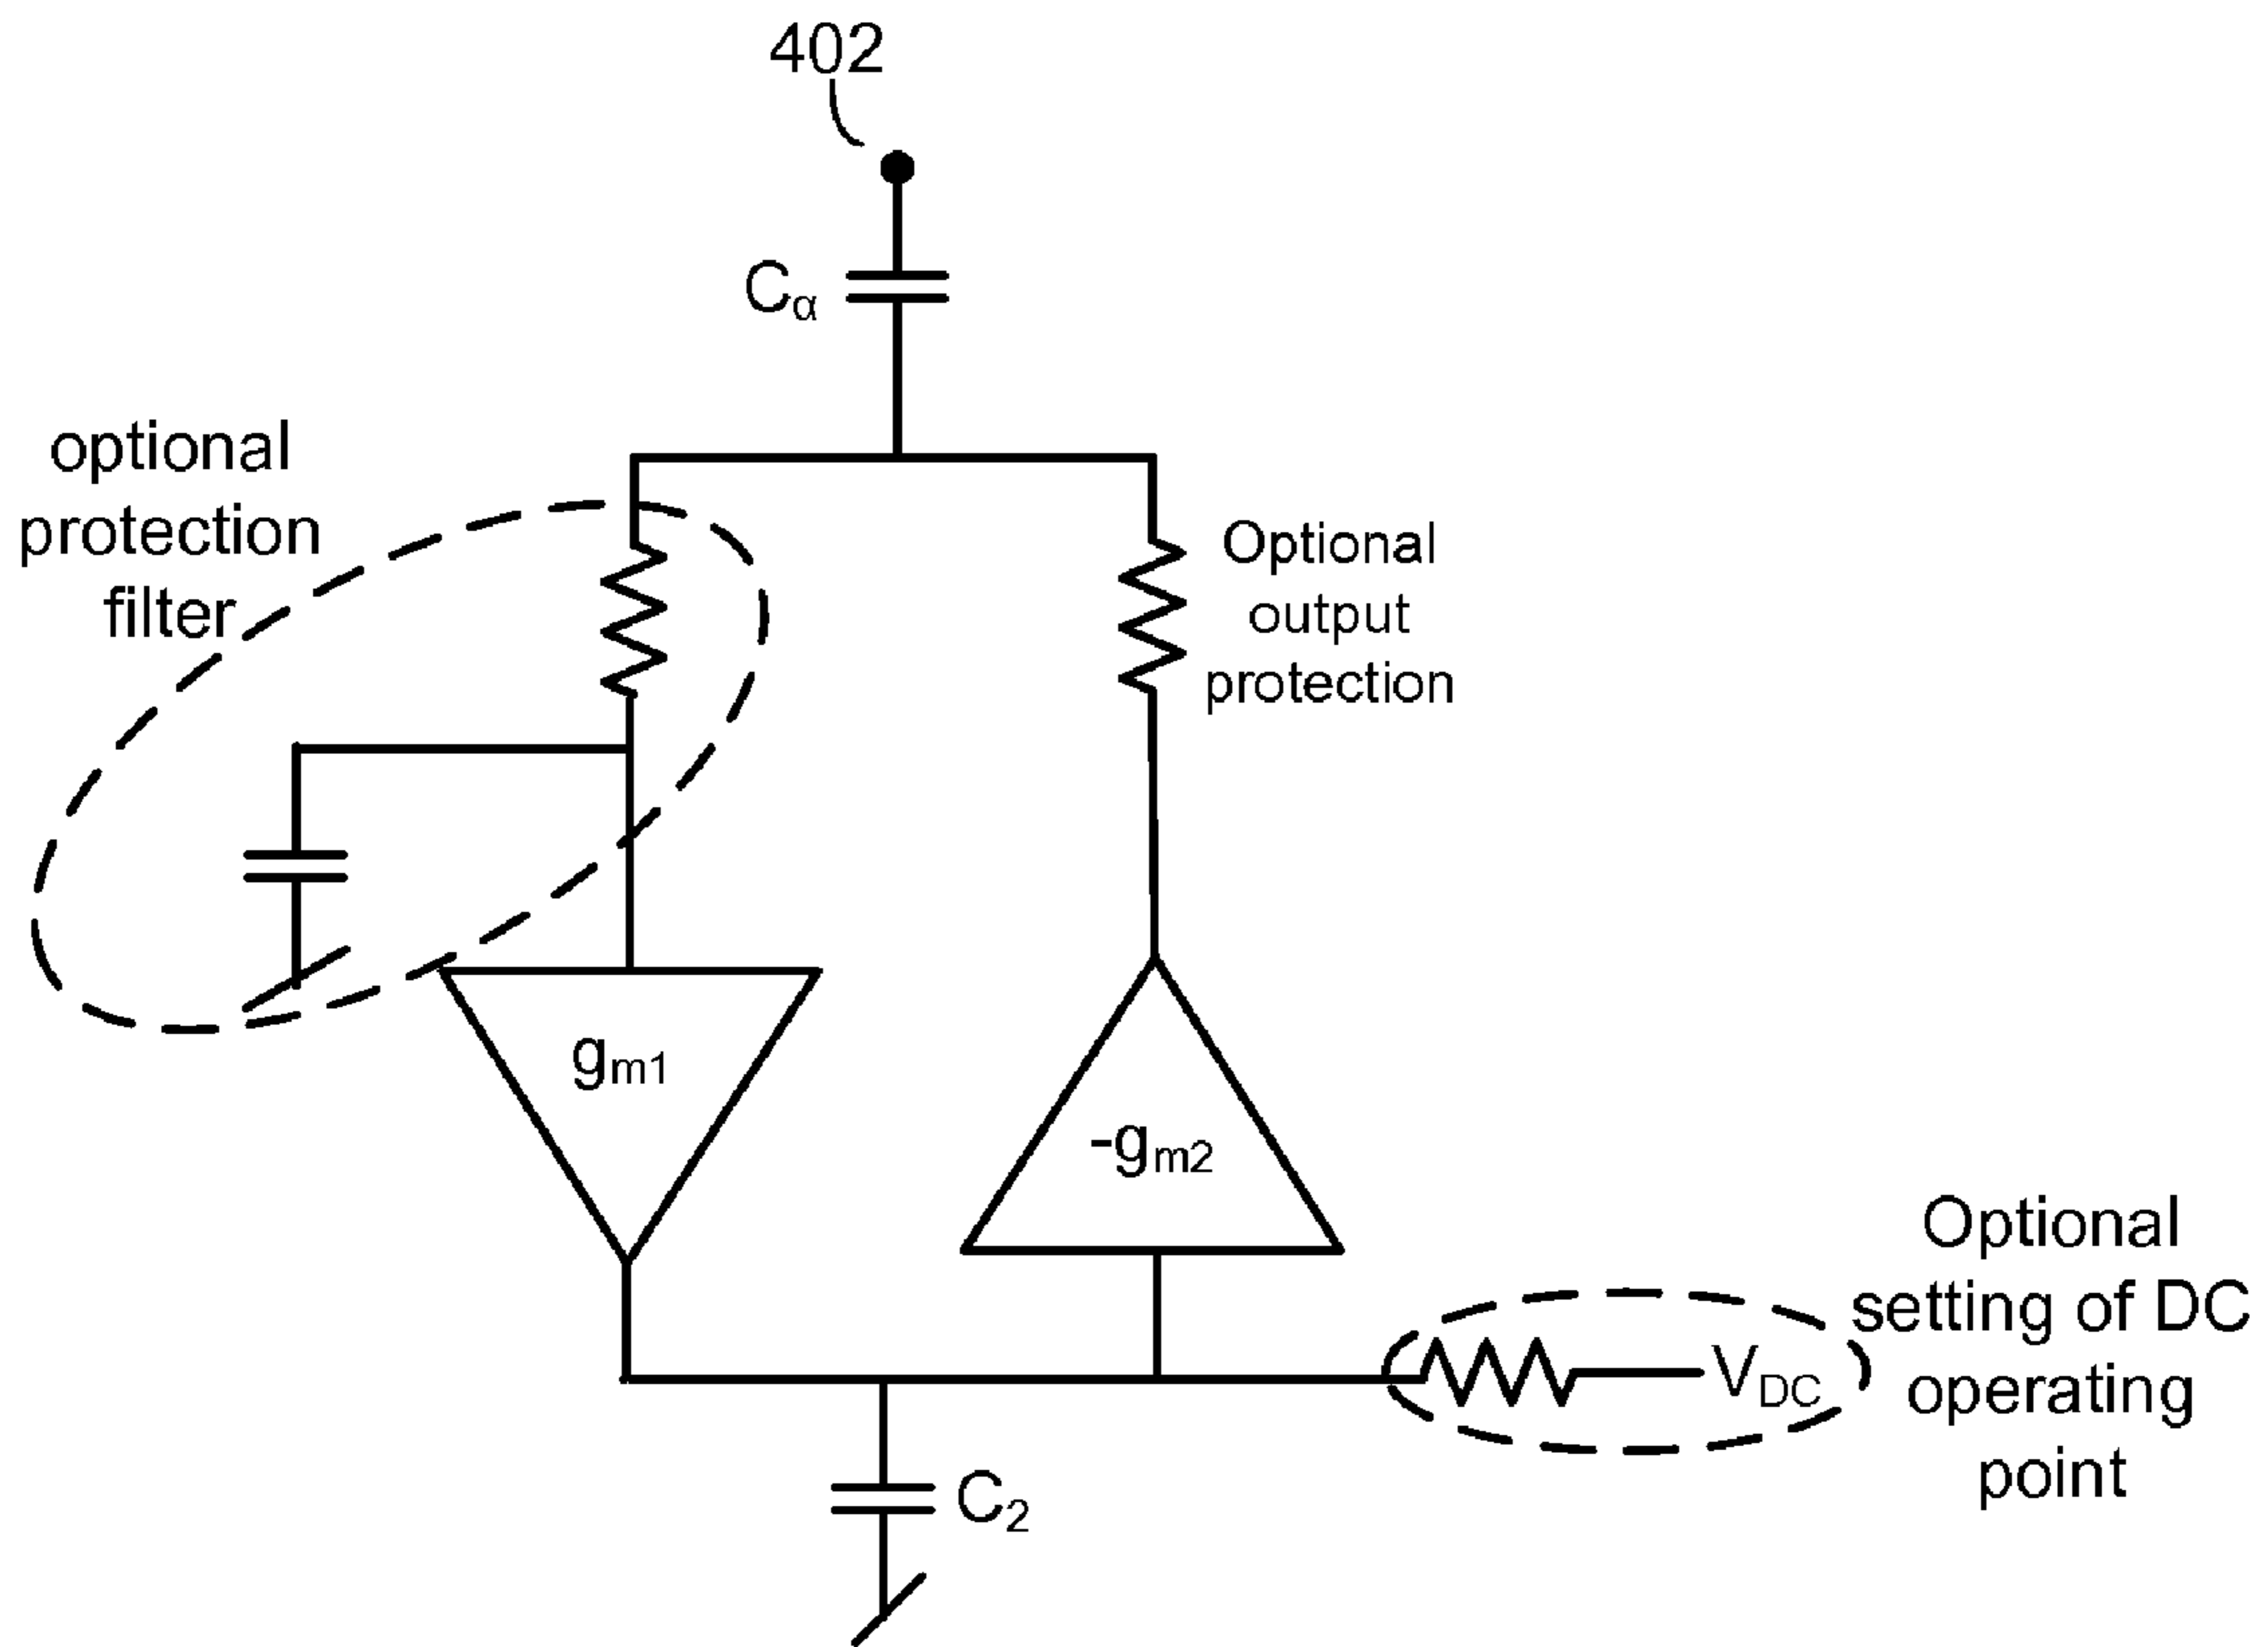 402
Cα
optional
protection
filter
Optional
output
protection
gm1
-gm2
Optional
setting of DC
operating
point
VDC
C2